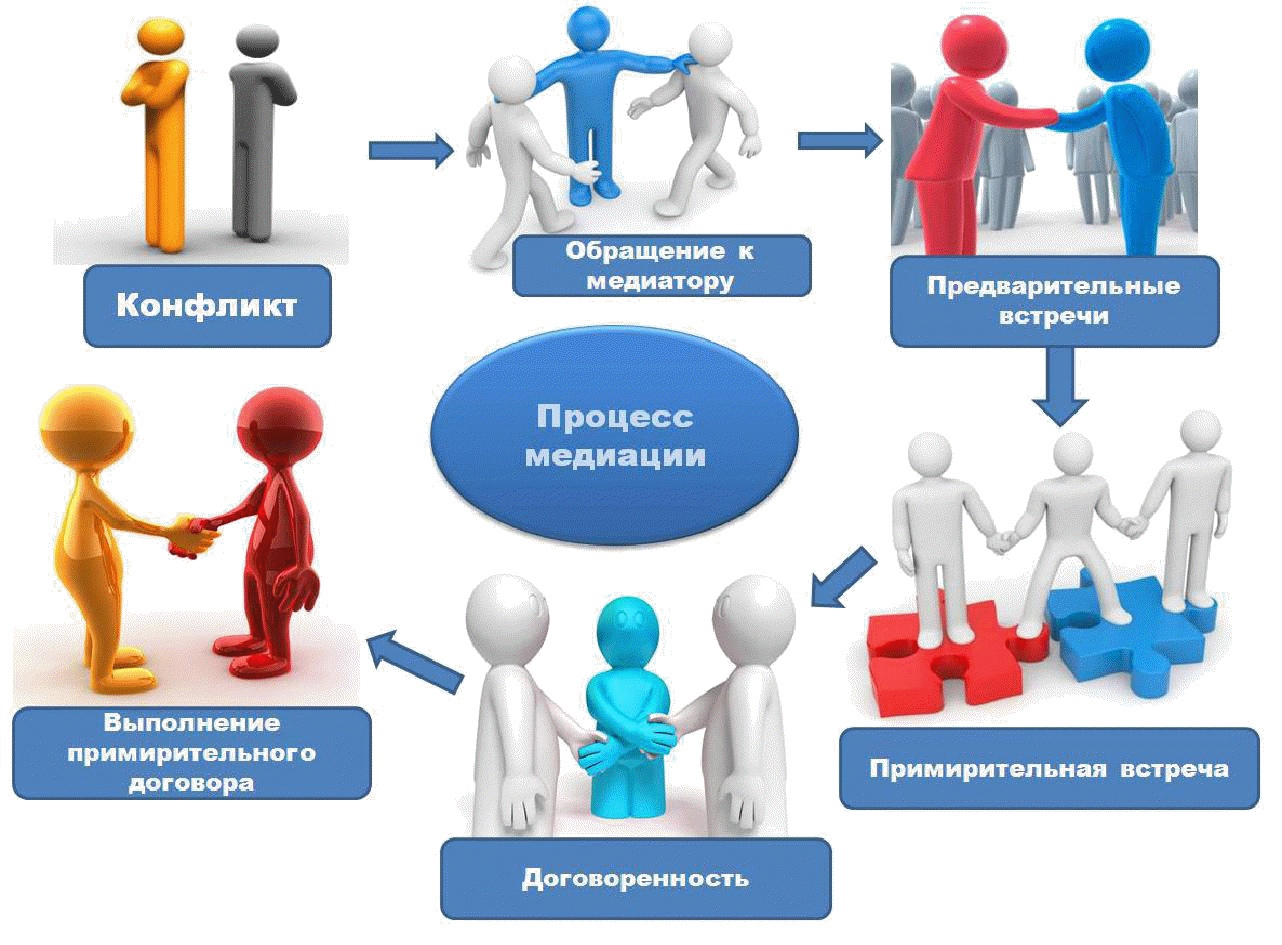 Конфликт
Обращение к
медиатору
Предварительные
встречи
Процесс
медиации
Примирительная встреча
Договоренность
Выполнение
примирительного
договора